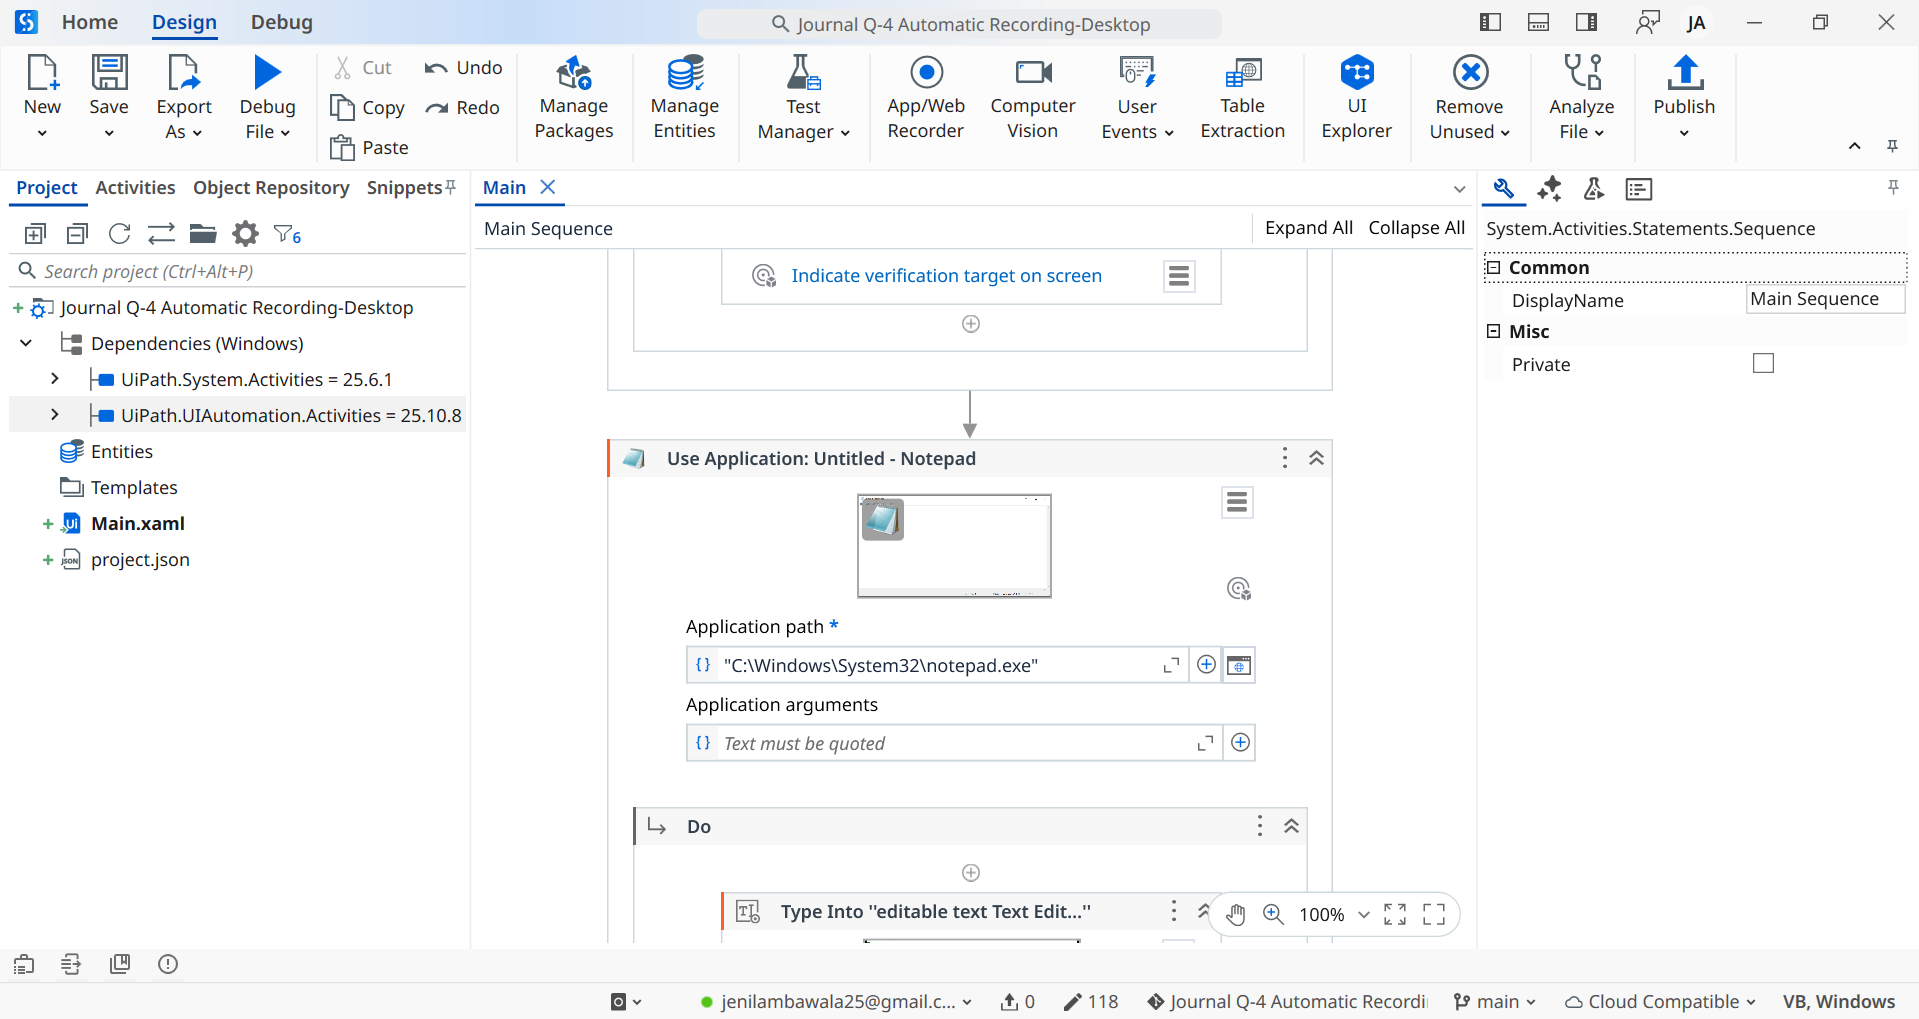 Home
Design
Debug
Journal Q-4 Automatic Recording-Desktop
JA
New
Save
Export As
Debug File
Cut
Copy
Paste
Undo
Redo
Manage Packages
Manage Entities
Test Manager
App/Web Recorder
Computer Vision
User Events
Table Extraction
UI Explorer
Remove Unused
Analyze File
Publish
Project
Activities
Object Repository
Snippets
6
Search project (Ctrl+Alt+P)
Journal Q-4 Automatic Recording-Desktop
Dependencies (Windows)
UiPath.System.Activities = 25.6.1
UiPath.UIAutomation.Activities = 25.10.8
Entities
Templates
Main.xaml
project.json
Main
Main Sequence
Expand All
Collapse All
Indicate verification target on screen
Use Application: Untitled - Notepad
Application path *
"C:\Windows\System32\notepad.exe"
Application arguments
Text must be quoted
Do
Type Into "editable text Text Edit..."
100%
System.Activities.Statements.Sequence
Common
DisplayName
Main Sequence
Misc
Private
jenilambawala25@gmail.c...
0
118
Journal Q-4 Automatic Recordi
main
Cloud Compatible
VB, Windows